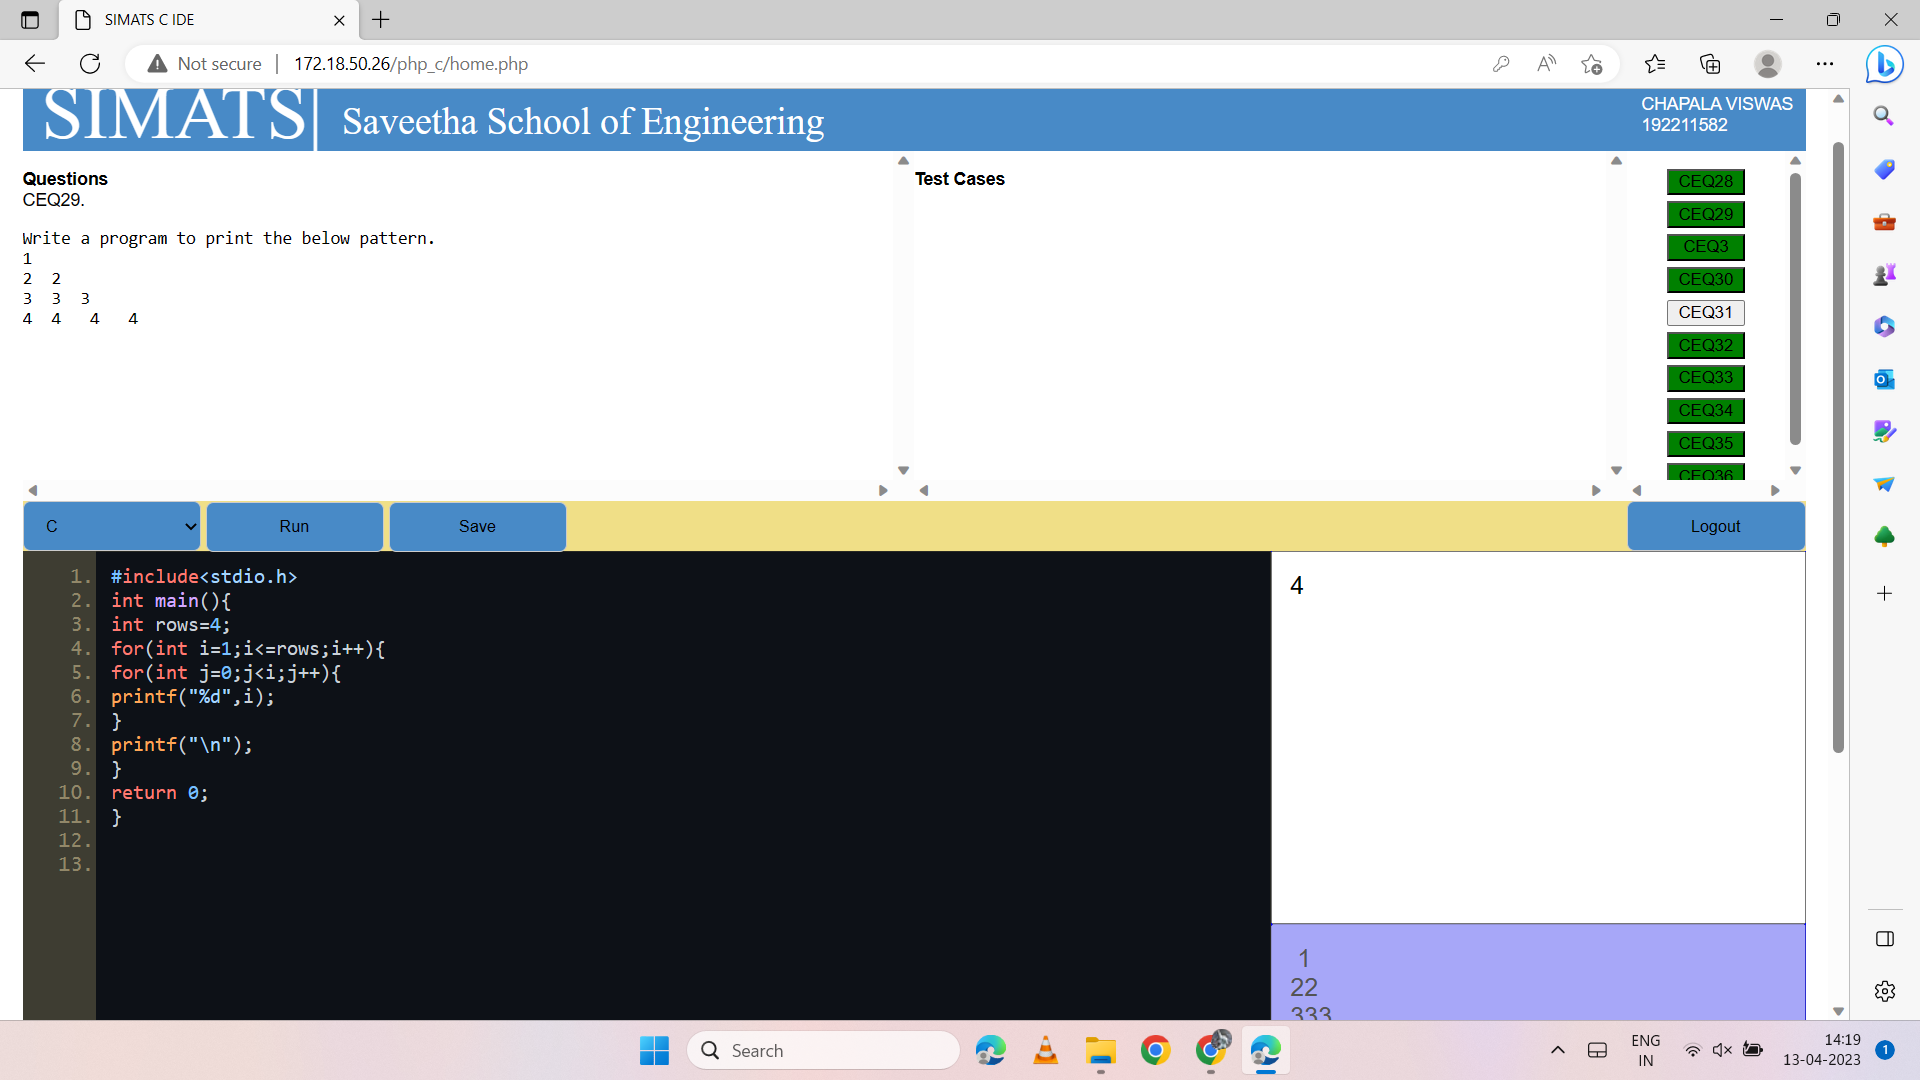 SIMATS C IDE
Not secure
172.18.50.26/php_c/home.php
SIMATS
Saveetha School of Engineering
CHAPALA VISWAS
192211582
Questions
CEQ29.
Write a program to print the below pattern.
1
2  2
3  3  3
4  4   4   4
Test Cases
CEQ28
CEQ29
CEQ3
CEQ30
CEQ31
CEQ32
CEQ33
CEQ34
CEQ35
CEQ36
C
Run
Save
Logout
1. #include<stdio.h>
2. int main(){
3. int rows=4;
4. for(int i=1;i<=rows;i++){
5. for(int j=0;j<i;j++){
6. printf("%d",i);
7. }
8. printf("\n");
9. }
10. return 0;
11. }
12.
13.
4
1
22
333
Search
ENG
IN
14:19
13-04-2023
1